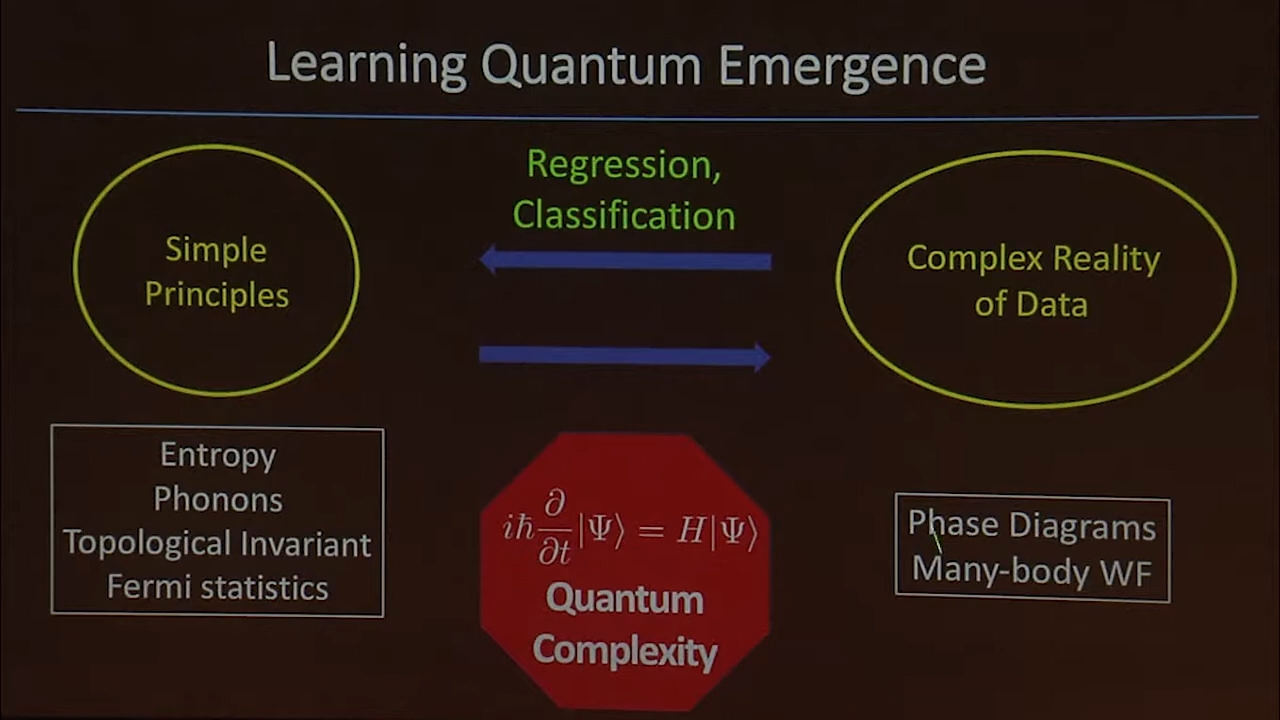 Learning Quantum Emergence
Regression,
Classification
Simple
Principles
Complex Reality
of Data
Entropy
Phonons
Topological Invariant
Fermi statistics
iħ ∂/∂t |Ψ⟩ = H|Ψ⟩
Quantum
Complexity
Phase Diagrams
Many-body WF